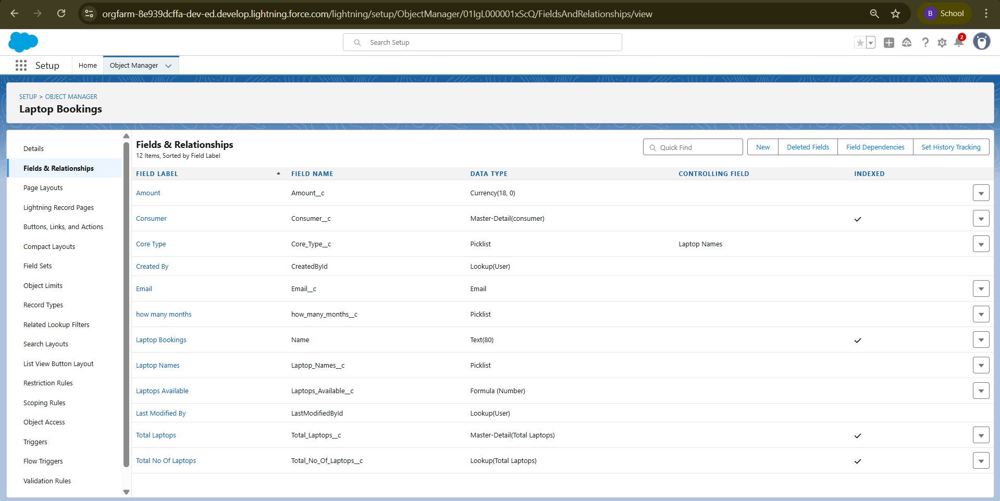 orgfarm-8e939dcffa-dev-ed.develop.lightning.force.com/lightning/setup/ObjectManager/01IgL000001xScQ/FieldsAndRelationships/view
B School
Search Setup
2
Setup Home Object Manager
SETUP > OBJECT MANAGER
Laptop Bookings
Details
Fields & Relationships
Page Layouts
Lightning Record Pages
Buttons, Links, and Actions
Compact Layouts
Field Sets
Object Limits
Record Types
Related Lookup Filters
Search Layouts
List View Button Layout
Restriction Rules
Scoping Rules
Object Access
Triggers
Flow Triggers
Validation Rules
Fields & Relationships
12 Items, Sorted by Field Label
Quick Find New Deleted Fields Field Dependencies Set History Tracking
FIELD LABEL FIELD NAME DATA TYPE CONTROLLING FIELD INDEXED
Amount Amount__c Currency(18, 0)
Consumer Consumer__c Master-Detail(consumer)
Core Type Core_Type__c Picklist Laptop Names
Created By CreatedById Lookup(User)
Email Email__c Email
how many months how_many_months__c Picklist
Laptop Bookings Name Text(80)
Laptop Names Laptop_Names__c Picklist
Laptops Available Laptops_Available__c Formula (Number)
Last Modified By LastModifiedById Lookup(User)
Total Laptops Total_Laptops__c Master-Detail(Total Laptops)
Total No Of Laptops Total_No_Of_Laptops__c Lookup(Total Laptops)